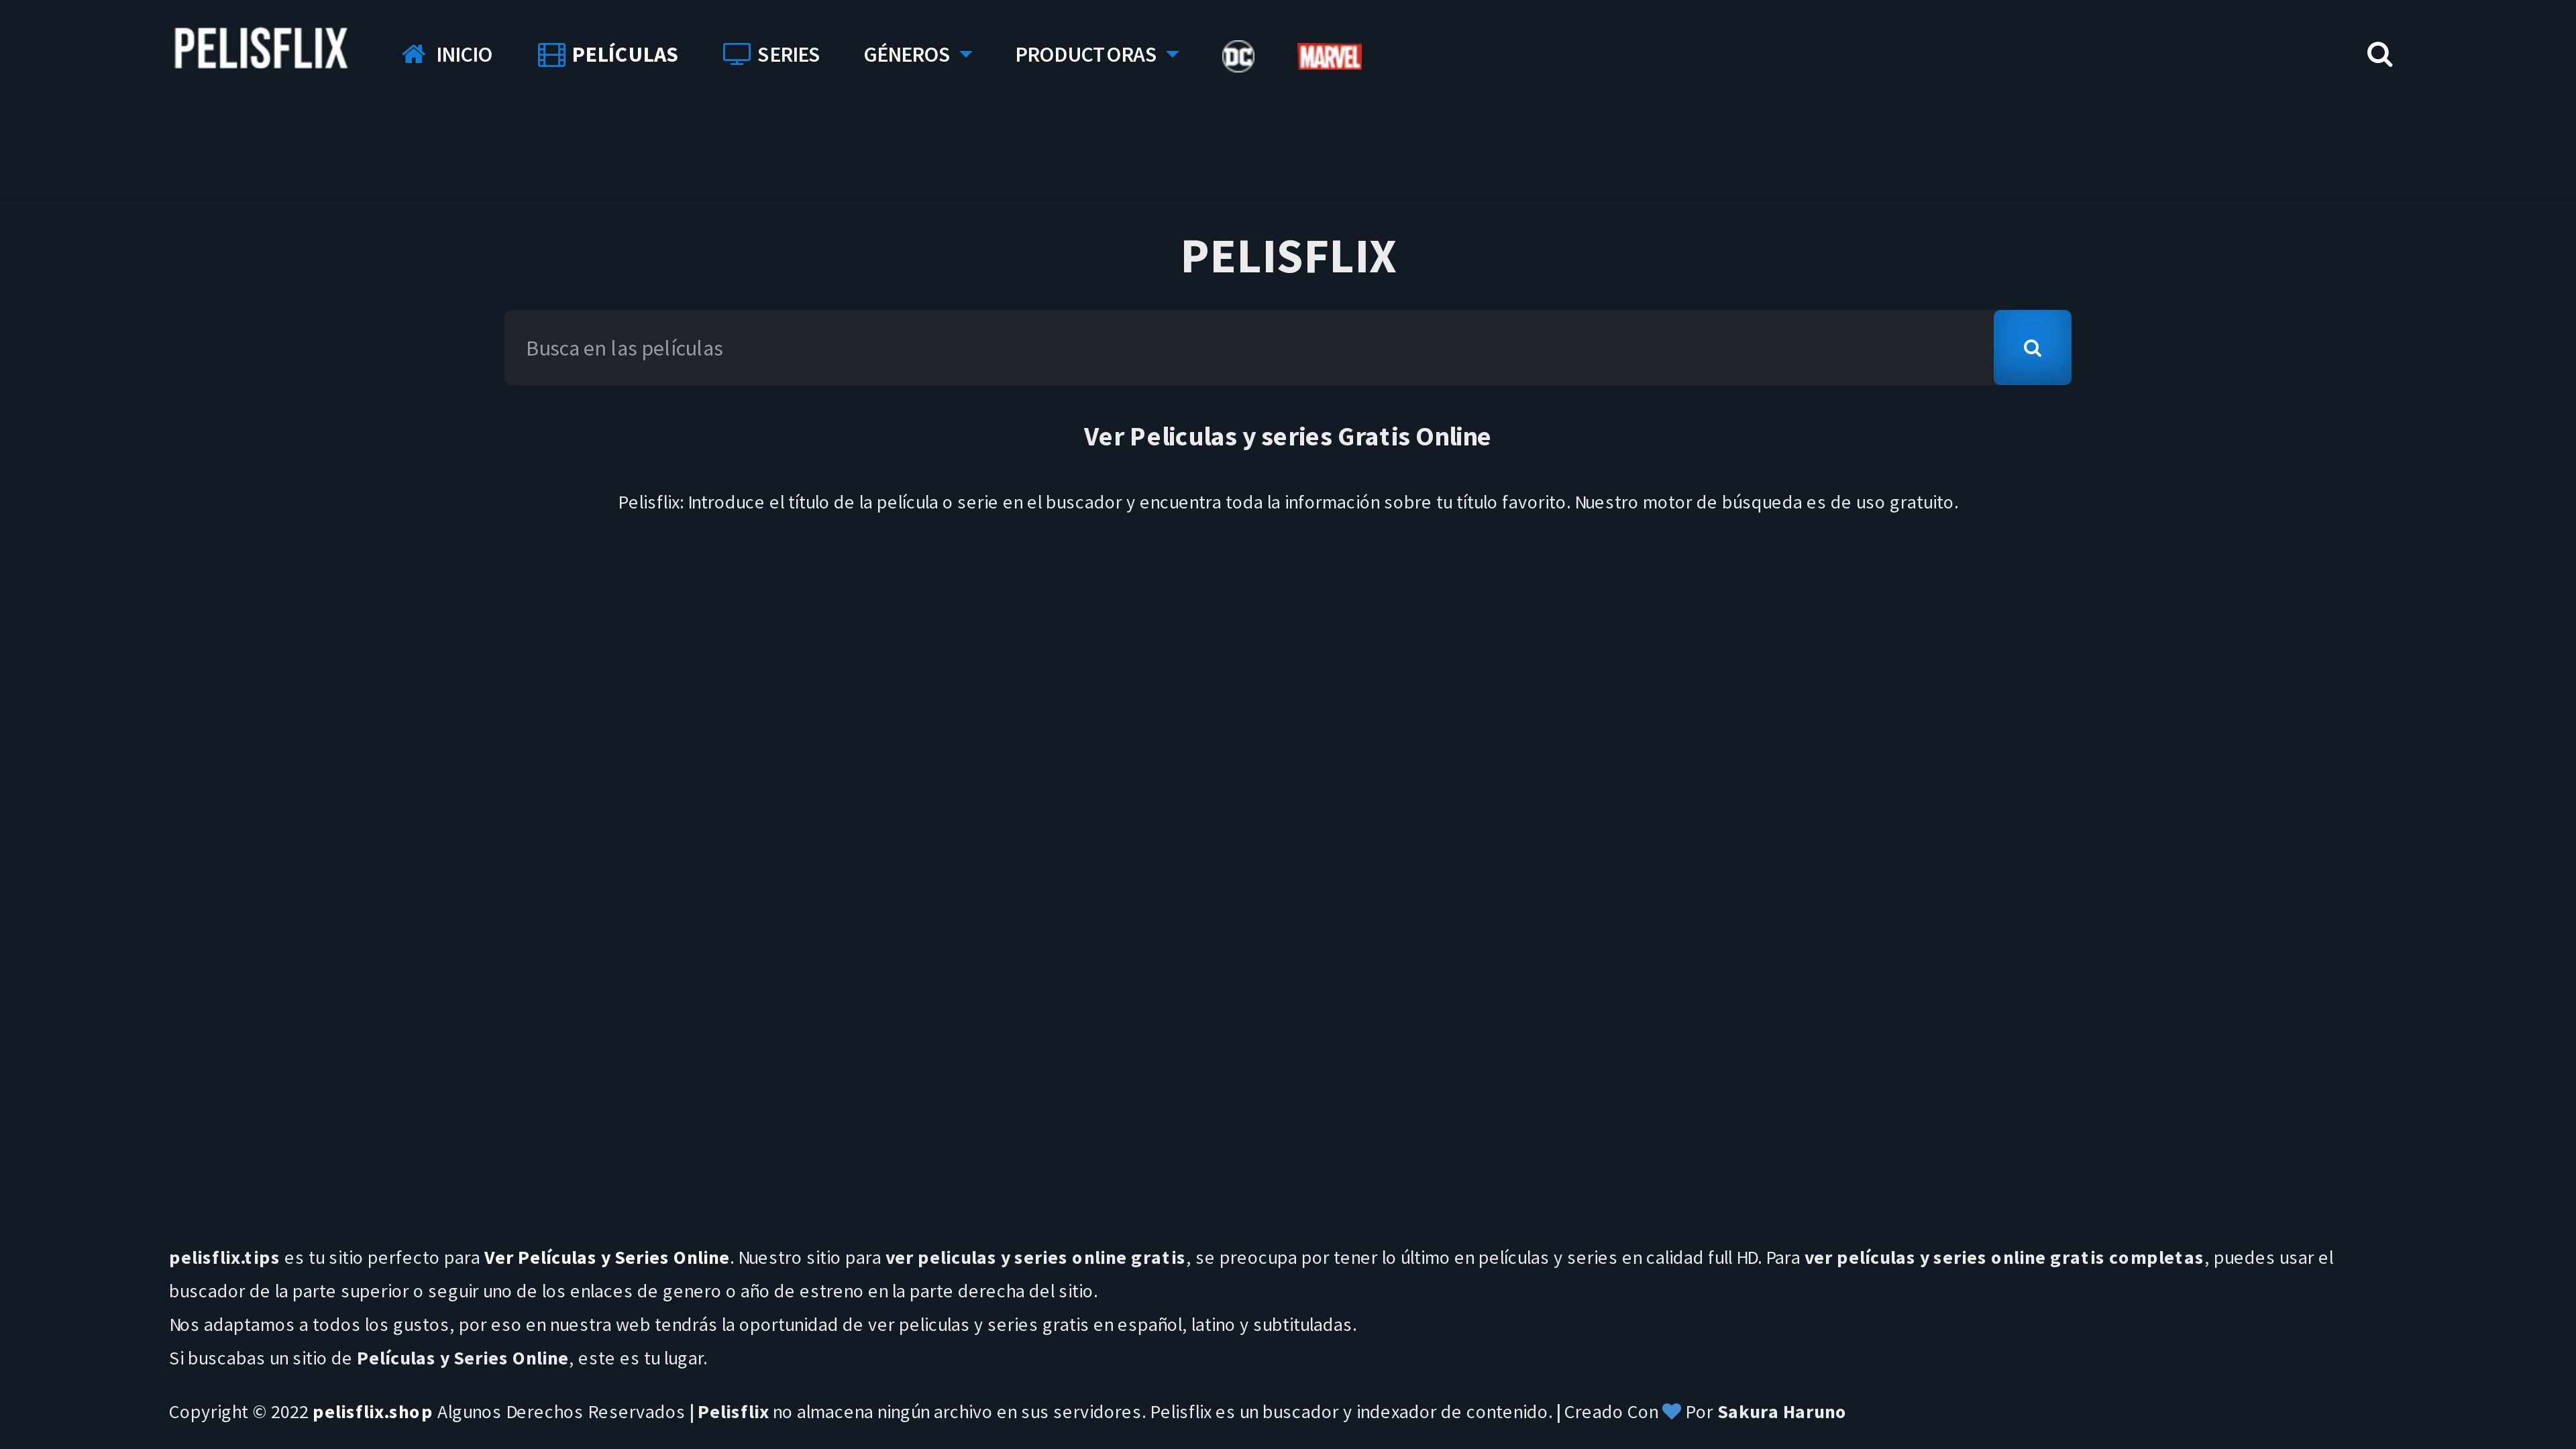 PELISFLIX INICIO PELÍCULAS SERIES GÉNEROS PRODUCTORAS DC MARVEL
PELISFLIX
Busca en las películas
Ver Peliculas y series Gratis Online
Pelisflix: Introduce el título de la película o serie en el buscador y encuentra toda la información sobre tu título favorito. Nuestro motor de búsqueda es de uso gratuito.
pelisflix.tips es tu sitio perfecto para Ver Películas y Series Online. Nuestro sitio para ver peliculas y series online gratis, se preocupa por tener lo último en películas y series en calidad full HD. Para ver películas y series online gratis completas, puedes usar el
buscador de la parte superior o seguir uno de los enlaces de genero o año de estreno en la parte derecha del sitio.
Nos adaptamos a todos los gustos, por eso en nuestra web tendrás la oportunidad de ver peliculas y series gratis en español, latino y subtituladas.
Si buscabas un sitio de Películas y Series Online, este es tu lugar.
Copyright © 2022 pelisflix.shop Algunos Derechos Reservados | Pelisflix no almacena ningún archivo en sus servidores. Pelisflix es un buscador y indexador de contenido. | Creado Con Por Sakura Haruno